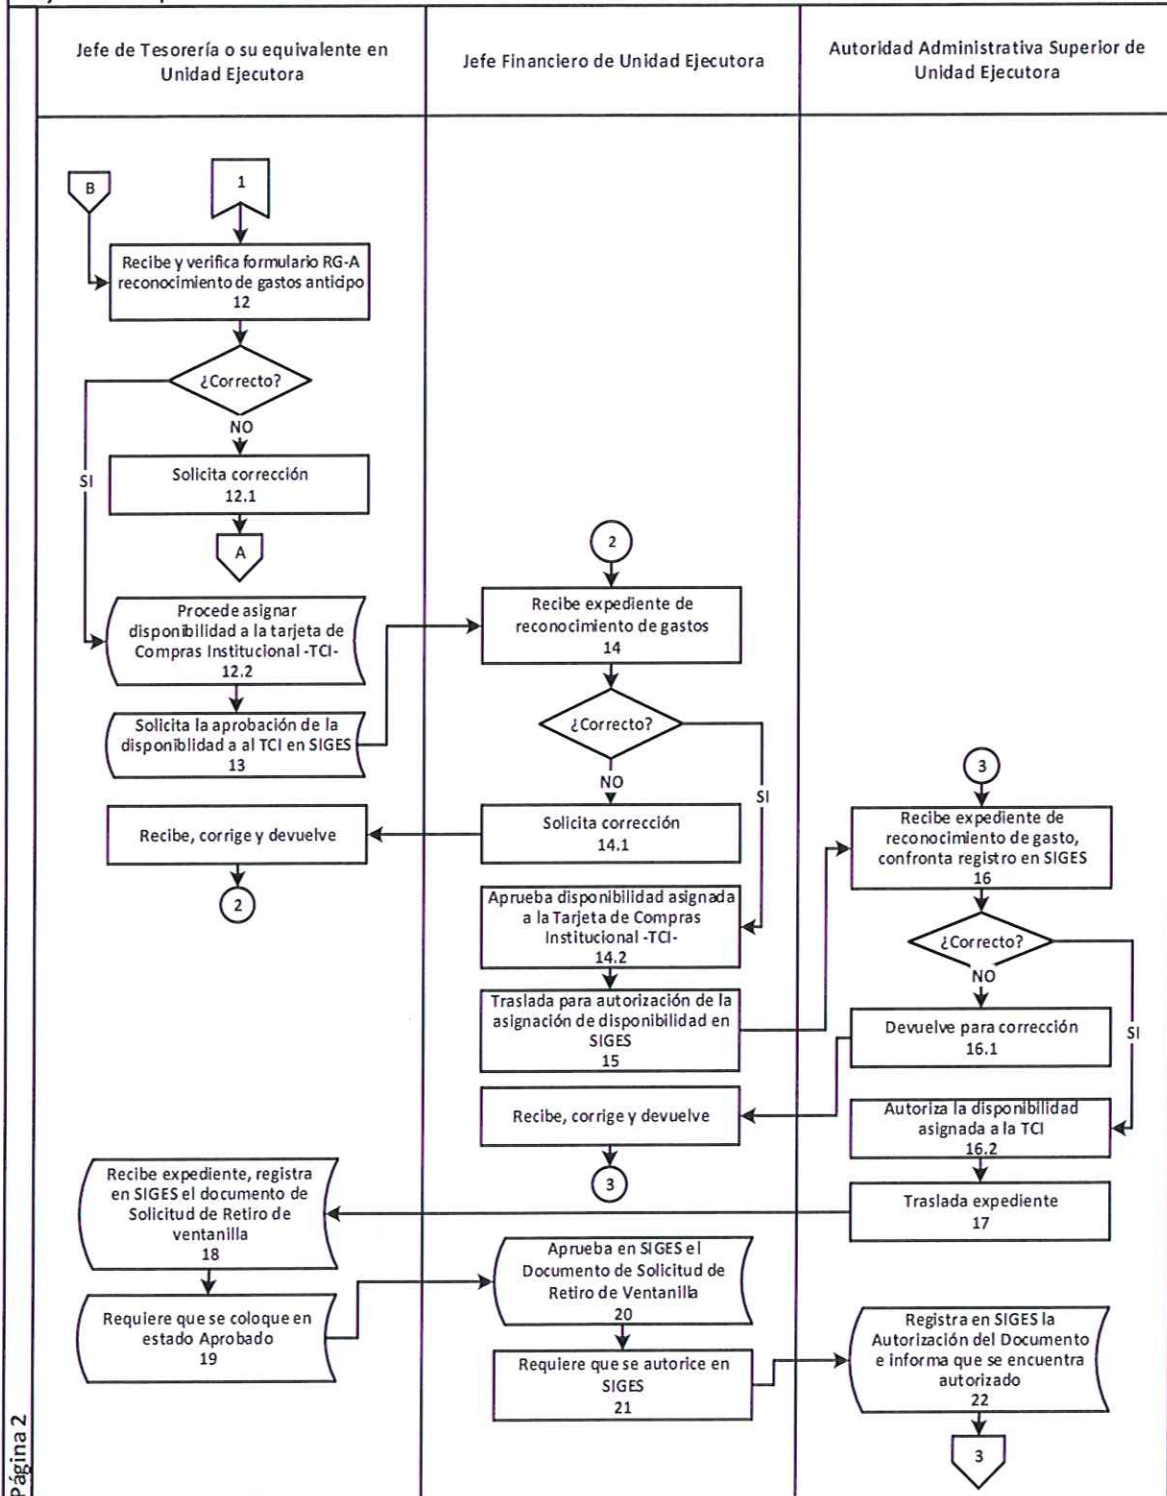 Jefe de Tesorería o su equivalente en
Unidad Ejecutora
Jefe Financiero de Unidad Ejecutora
Autoridad Administrativa Superior de
Unidad Ejecutora
B
1
Recibe y verifica formulario RG-A
reconocimiento de gastos anticipo
12
¿Correcto?
NO
SI
Solicita corrección
12.1
A
Procede asignar
disponibilidad a la tarjeta de
Compras Institucional -TCI-
12.2
Solicita la aprobación de la
disponiblidad a al TCI en SIGES
13
Recibe, corrige y devuelve
2
2
Recibe expediente de
reconocimiento de gastos
14
¿Correcto?
NO
SI
Solicita corrección
14.1
Aprueba disponibilidad asignada
a la Tarjeta de Compras
Institucional -TCI-
14.2
Traslada para autorización de la
asignación de disponibilidad en
SIGES
15
Recibe, corrige y devuelve
3
3
Recibe expediente de
reconocimiento de gasto,
confronta registro en SIGES
16
¿Correcto?
NO
SI
Devuelve para corrección
16.1
Autoriza la disponibilidad
asignada a la TCI
16.2
Traslada expediente
17
Recibe expediente, registra
en SIGES el documento de
Solicitud de Retiro de
ventanilla
18
Requiere que se coloque en
estado Aprobado
19
Aprueba en SIGES el
Documento de Solicitud de
Retiro de Ventanilla
20
Requiere que se autorice en
SIGES
21
Registra en SIGES la
Autorización del Documento
e informa que se encuentra
autorizado
22
3
Página 2